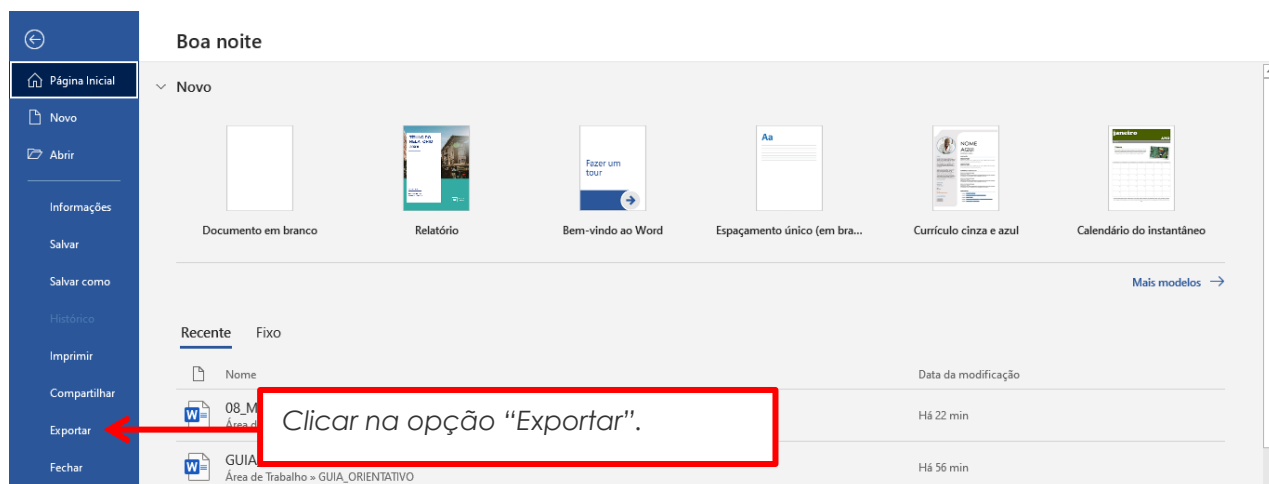 Boa noite
Página Inicial
Novo
Novo
Abrir
Fazer um
tour
Aa
NOME
janeiro
Documento em branco
Relatório
Bem-vindo ao Word
Espaçamento único (em bra...
Currículo cinza e azul
Calendário do instantâneo
Informações
Salvar
Salvar como
Mais modelos
Histórico
Recente Fixo
Imprimir
Nome Data da modificação
Compartilhar
08_M
Há 22 min
Clicar na opção “Exportar”.
Exportar
Fechar
GUIA
Há 56 min
Área de Trabalho » GUIA_ORIENTATIVO